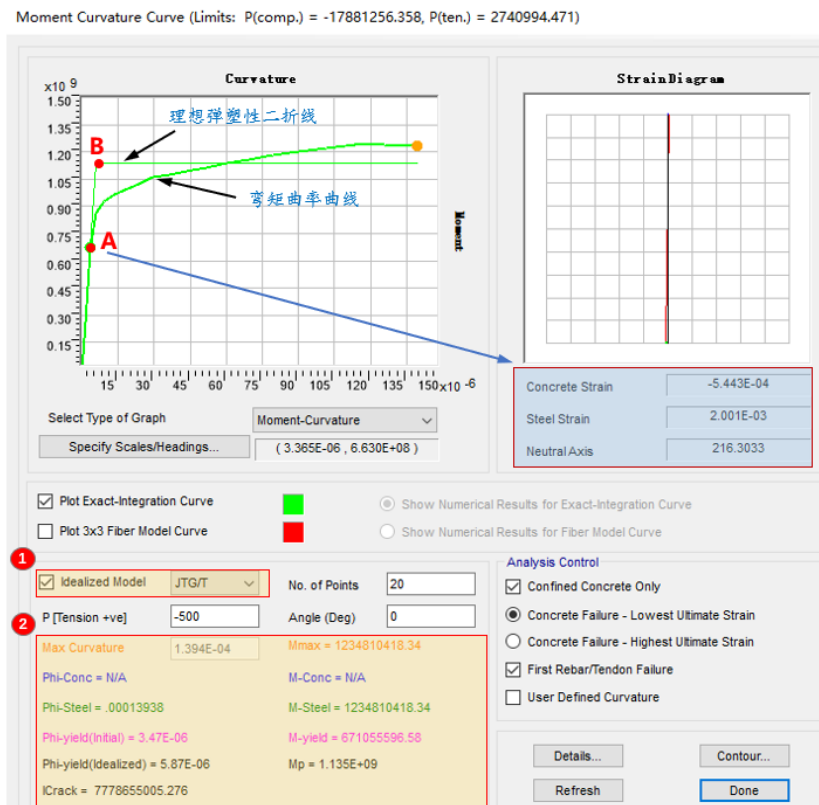 Moment Curvature Curve (Limits:  P(comp.) = -17881256.358, P(ten.) = 2740994.471)
Curvature
x10 9
1.50
1.35
1.20
1.05
0.90
0.75
0.60
0.45
0.30
0.15
理想弹塑性二折线
B
弯短曲率曲线
A
Moment
15 30 45 60 75 90 105 120 135 150 x10 -6
Select Type of Graph
Moment-Curvature
Specify Scales/Headings...
( 3.365E-06 , 6.630E+08 )
StrainDiagram
Concrete Strain -5.443E-04
Steel Strain 2.001E-03
Neutral Axis 216.3033
Plot Exact-Integration Curve
Show Numerical Results for Exact-Integration Curve
Plot 3x3 Fiber Model Curve
Show Numerical Results for Fiber Model Curve
1
Idealized Model JTG/T
No. of Points 20
P [Tension +ve] -500
Angle (Deg) 0
2
Max Curvature 1.394E-04
Mmax = 1234810418.34
Phi-Conc = N/A
M-Conc = N/A
Phi-Steel = .00013938
M-Steel = 1234810418.34
Phi-yield(Initial) = 3.47E-06
M-yield = 671055596.58
Phi-yield(Idealized) = 5.87E-06
Mp = 1.135E+09
ICrack = 7778655005.276
Analysis Control
Confined Concrete Only
Concrete Failure - Lowest Ultimate Strain
Concrete Failure - Highest Ultimate Strain
First Rebar/Tendon Failure
User Defined Curvature
Details...
Contour...
Refresh
Done